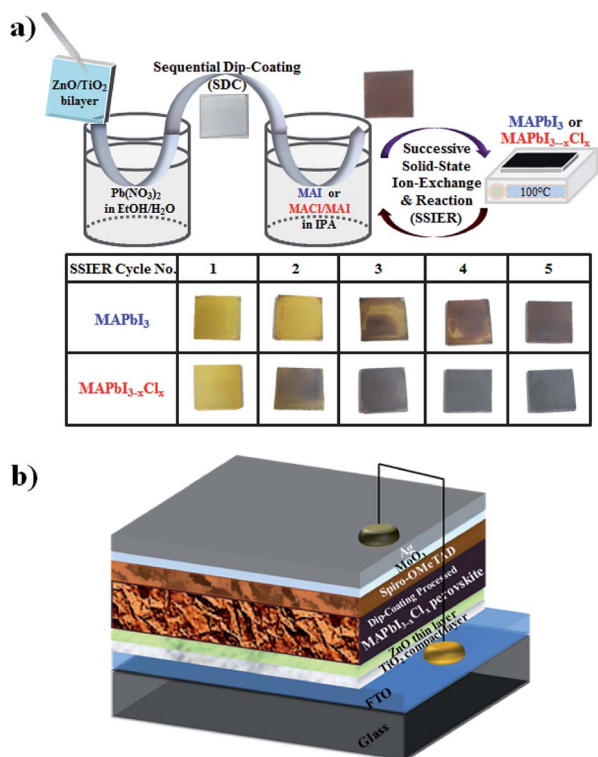 a)
ZnO/TiO2
bilayer
Sequential Dip-Coating
(SDC)
Pb(NO3)2
in EtOH/H2O
MAI or
MACl/MAI
in IPA
Successive
Solid-State
Ion-Exchange
& Reaction
(SSIER)
MAPbI3 or
MAPbI3--xClx
100°C
SSIER Cycle No. 1 2 3 4 5
MAPbI3
MAPbI3-xClx
b)
Ag
MoO3
Spiro-OMeTAD
Dip-Coating Processed
MAPbI3-xClx perovskite
ZnO thin layer
TiO2 compact layer
FTO
Glass